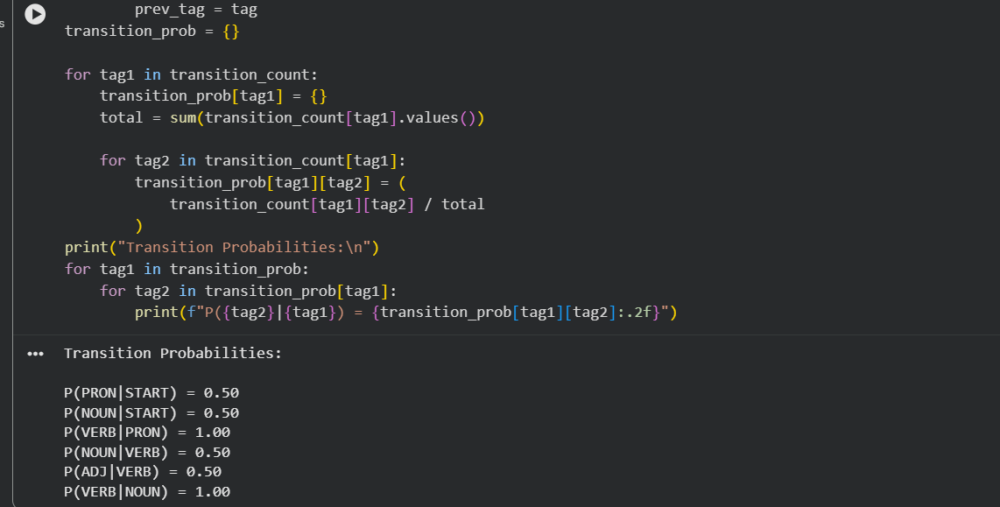 s
prev_tag = tag
transition_prob = {}
for tag1 in transition_count:
transition_prob[tag1] = {}
total = sum(transition_count[tag1].values())
for tag2 in transition_count[tag1]:
transition_prob[tag1][tag2] = (
transition_count[tag1][tag2] / total
)
print("Transition Probabilities:\n")
for tag1 in transition_prob:
for tag2 in transition_prob[tag1]:
print(f"P({tag2}|{tag1}) = {transition_prob[tag1][tag2]:.2f}")
Transition Probabilities:
P(PRON|START) = 0.50
P(NOUN|START) = 0.50
P(VERB|PRON) = 1.00
P(NOUN|VERB) = 0.50
P(ADJ|VERB) = 0.50
P(VERB|NOUN) = 1.00